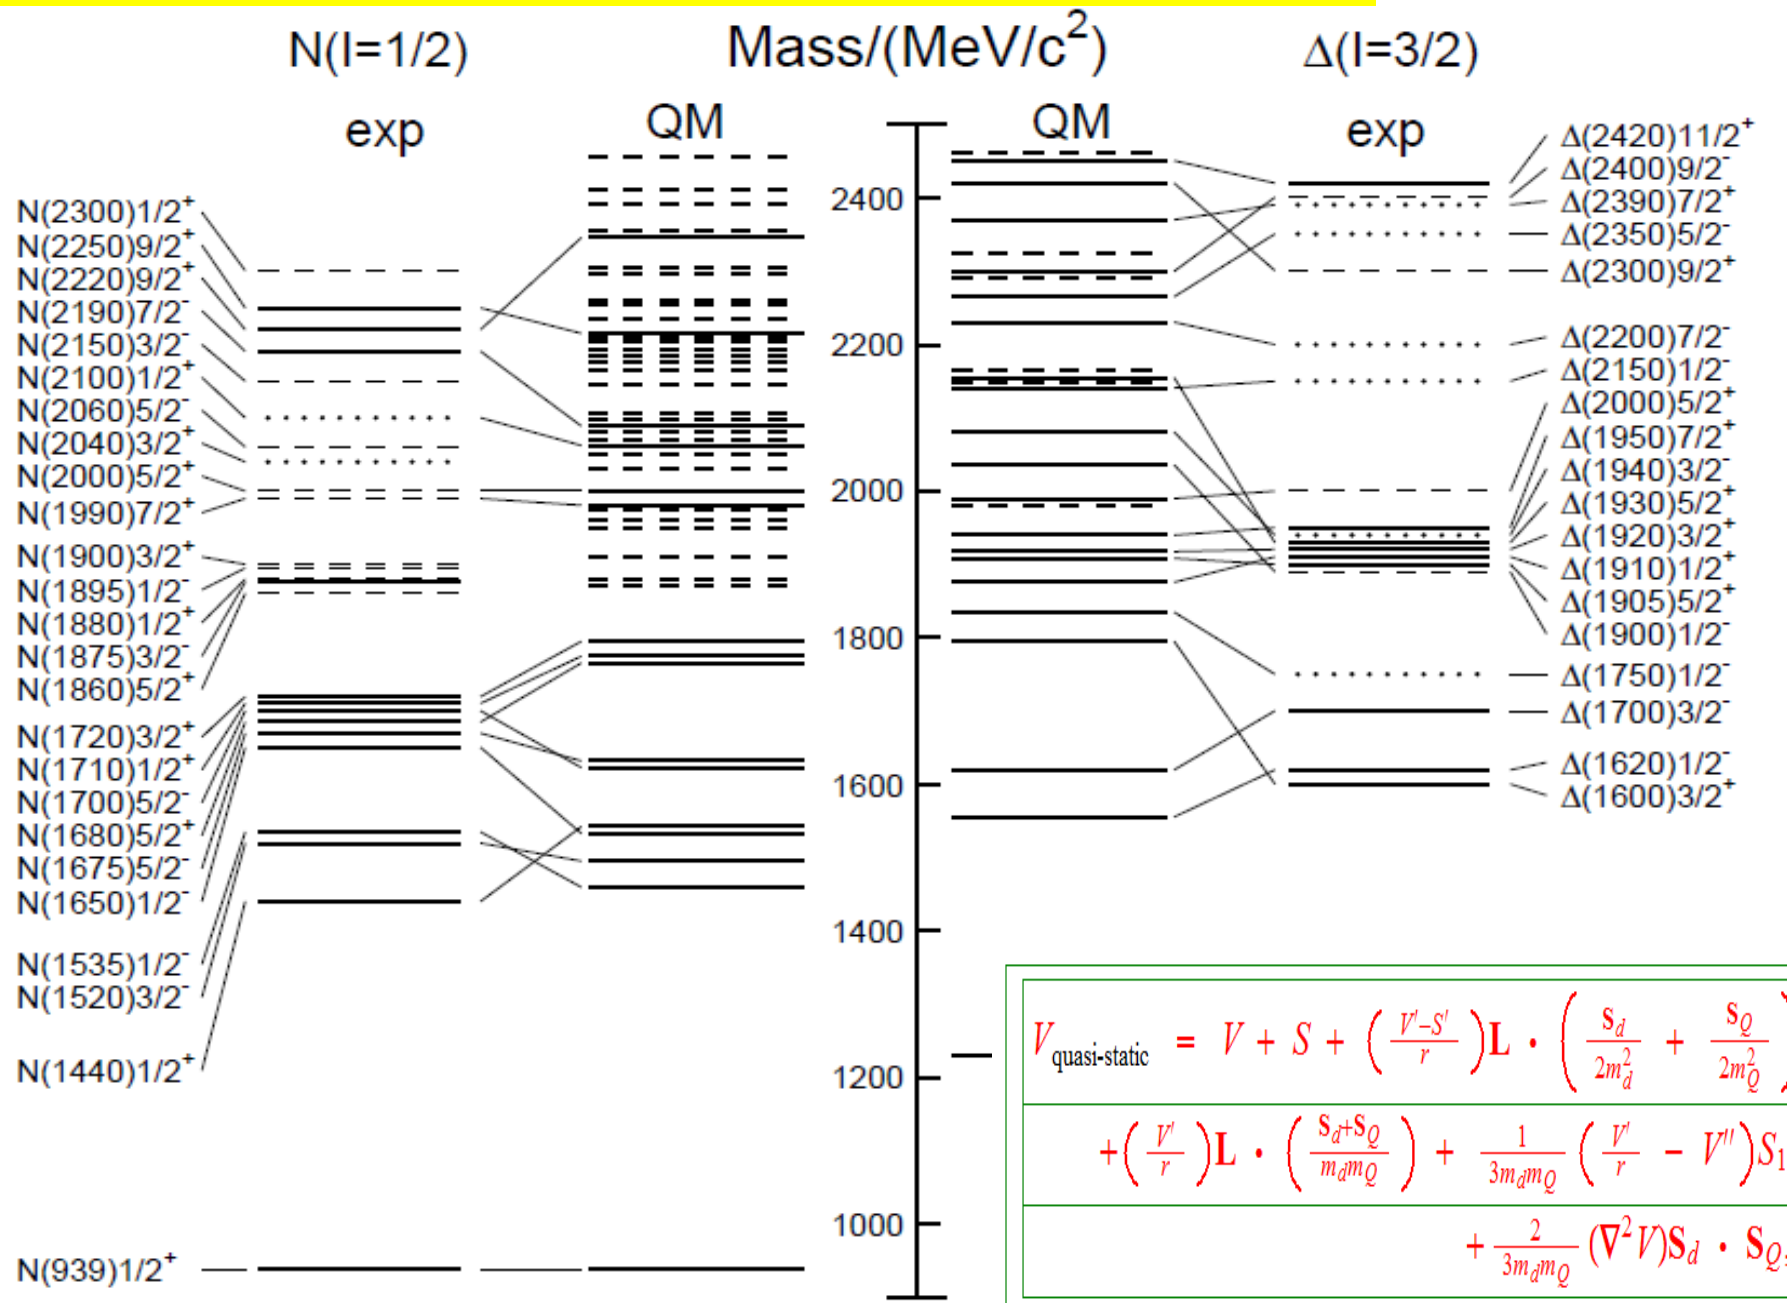 N(I=1/2) Mass/(MeV/c²) Δ(I=3/2)
exp QM QM exp
N(2300)1/2⁺
N(2250)9/2⁺
N(2220)9/2⁺
N(2190)7/2⁻
N(2150)3/2⁻
N(2100)1/2⁺
N(2060)5/2⁻
N(2040)3/2⁺
N(2000)5/2⁺
N(1990)7/2⁺
N(1900)3/2⁺
N(1895)1/2⁻
N(1880)1/2⁺
N(1875)3/2⁻
N(1860)5/2⁺
N(1720)3/2⁺
N(1710)1/2⁺
N(1700)5/2⁻
N(1680)5/2⁺
N(1675)5/2⁻
N(1650)1/2⁻
N(1535)1/2⁻
N(1520)3/2⁻
N(1440)1/2⁺
N(939)1/2⁺
2400
2200
2000
1800
1600
1400
1200
1000
Δ(2420)11/2⁺
Δ(2400)9/2⁻
Δ(2390)7/2⁺
Δ(2350)5/2⁻
Δ(2300)9/2⁺
Δ(2200)7/2⁻
Δ(2150)1/2⁻
Δ(2000)5/2⁺
Δ(1950)7/2⁺
Δ(1940)3/2⁻
Δ(1930)5/2⁺
Δ(1920)3/2⁺
Δ(1910)1/2⁺
Δ(1905)5/2⁺
Δ(1900)1/2⁻
Δ(1750)1/2⁻
Δ(1700)3/2⁻
Δ(1620)1/2⁻
Δ(1600)3/2⁺
V_quasi-static = V + S + (V′−S′/r) L · (S_d/2m_d² + S_Q/2m_Q²)
+(V′/r) L · (S_d+S_Q/m_d m_Q) + 1/3m_d m_Q (V′/r − V″) S₁
+ 2/3m_d m_Q (∇²V) S_d · S_Q,